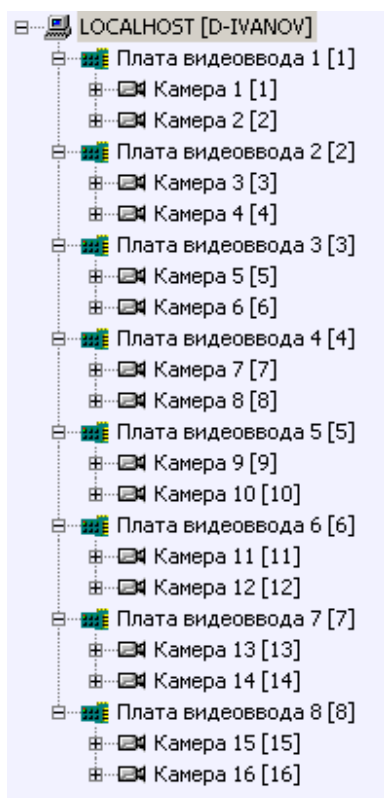 LOCALHOST [D-IVANOV]
Плата видеоввода 1 [1]
Камера 1 [1]
Камера 2 [2]
Плата видеоввода 2 [2]
Камера 3 [3]
Камера 4 [4]
Плата видеоввода 3 [3]
Камера 5 [5]
Камера 6 [6]
Плата видеоввода 4 [4]
Камера 7 [7]
Камера 8 [8]
Плата видеоввода 5 [5]
Камера 9 [9]
Камера 10 [10]
Плата видеоввода 6 [6]
Камера 11 [11]
Камера 12 [12]
Плата видеоввода 7 [7]
Камера 13 [13]
Камера 14 [14]
Плата видеоввода 8 [8]
Камера 15 [15]
Камера 16 [16]